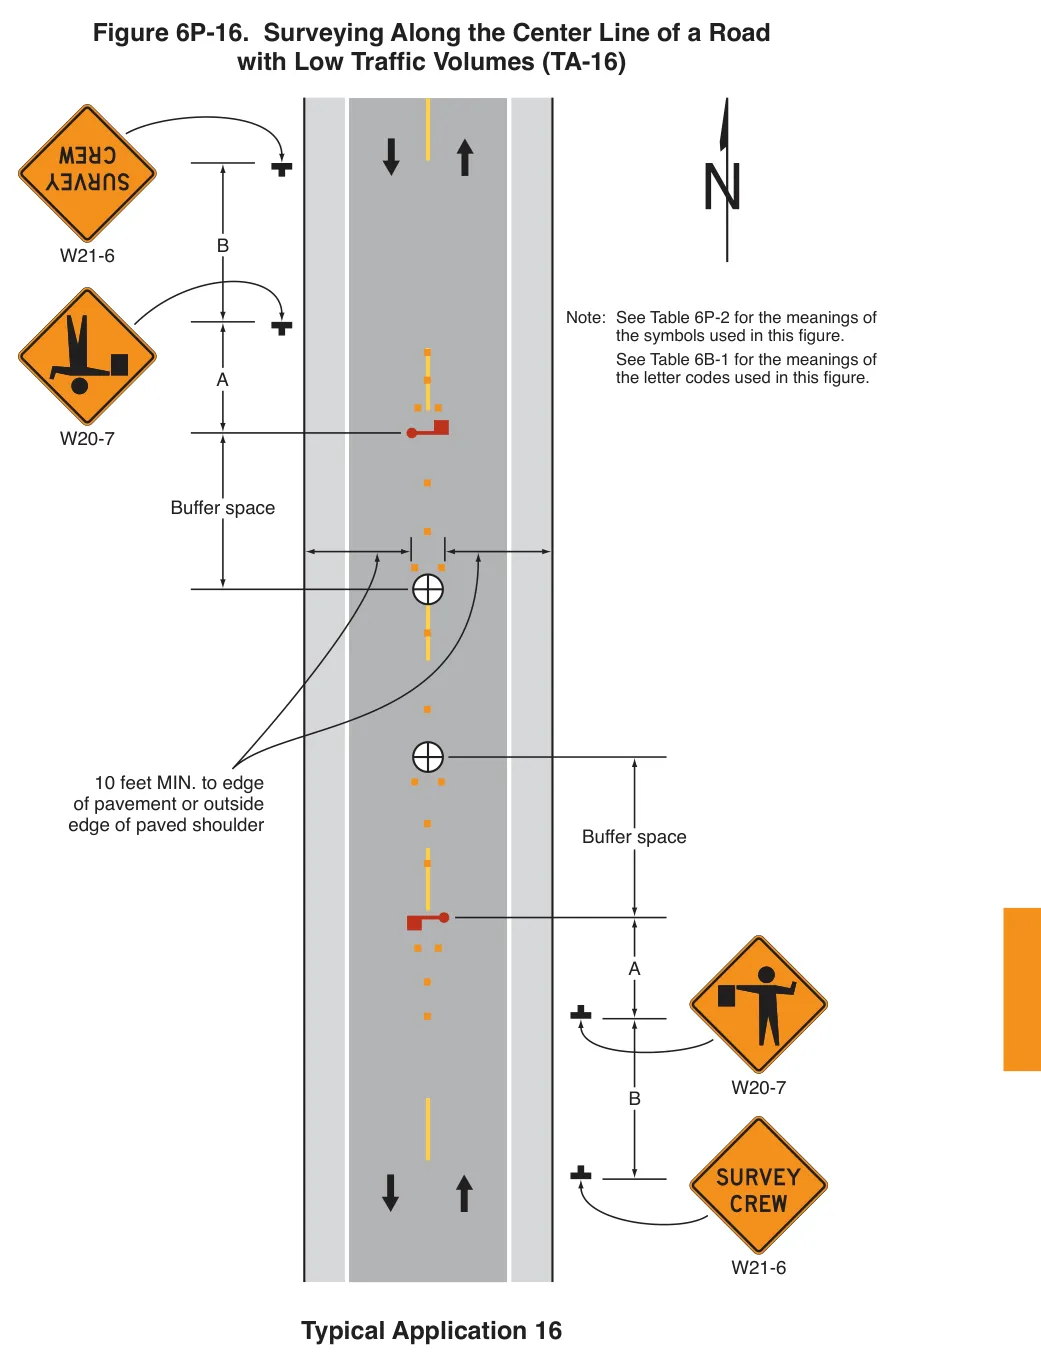 Figure 6P-16. Surveying Along the Center Line of a Road
with Low Traffic Volumes (TA-16)
SURVEY
CREW
W21-6
B
N
W20-7
A
Note: See Table 6P-2 for the meanings of
the symbols used in this figure.
See Table 6B-1 for the meanings of
the letter codes used in this figure.
Buffer space
10 feet MIN. to edge
of pavement or outside
edge of paved shoulder
Buffer space
A
W20-7
B
SURVEY
CREW
W21-6
Typical Application 16